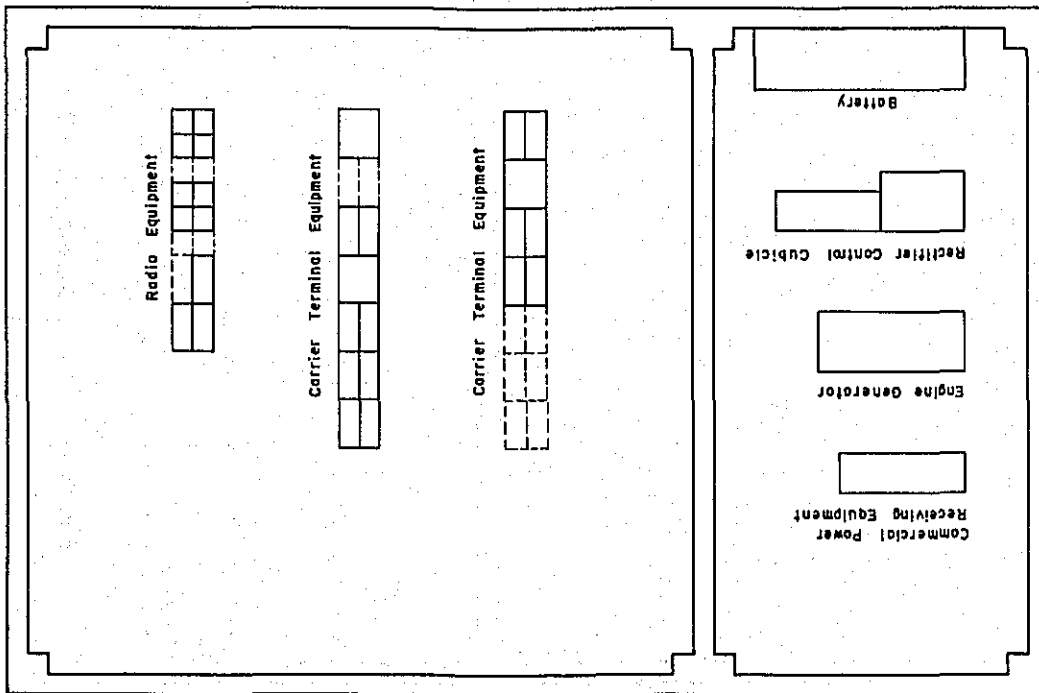 Radio Equipment
Carrier Terminal Equipment
Carrier Terminal Equipment
Battery
Rectifier Control Cubicle
Engine Generator
Commercial Power
Receiving Equipment